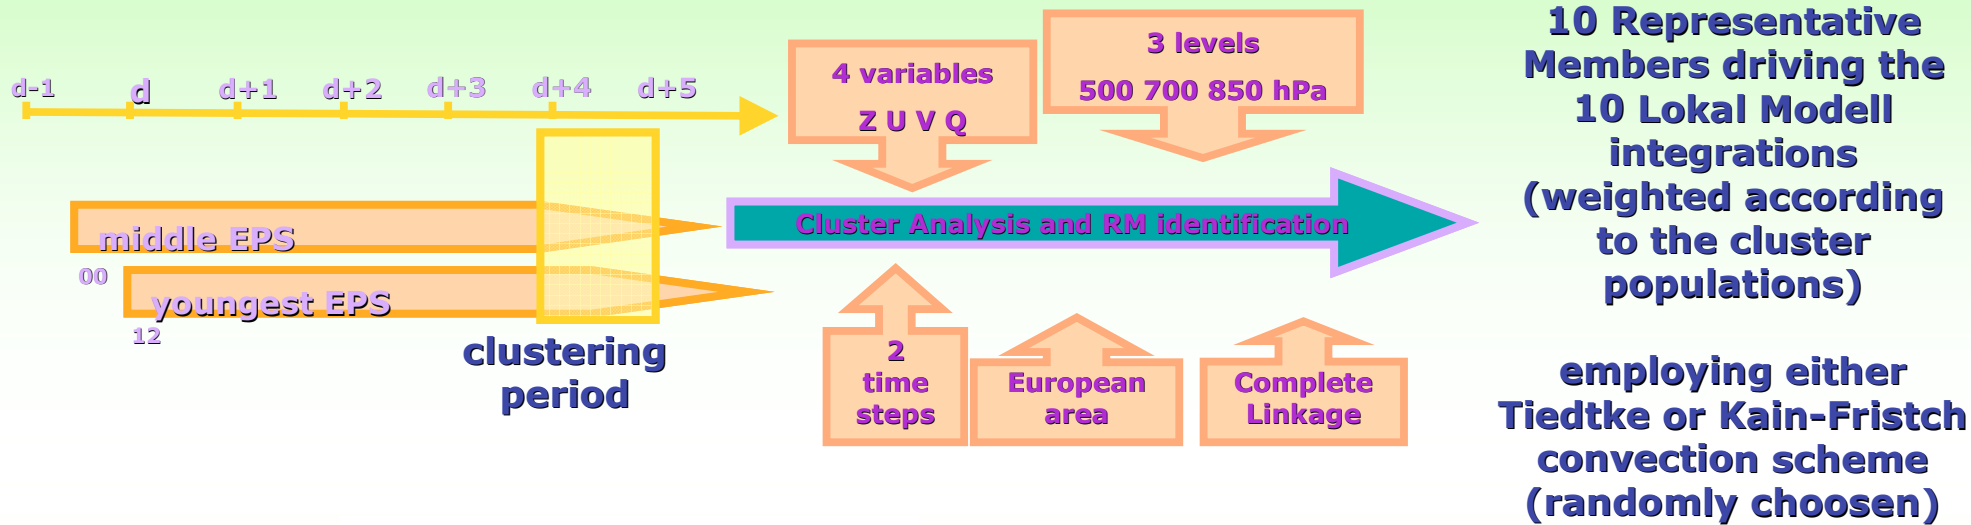 d-1 d d+1 d+2 d+3 d+4 d+5
middle EPS
00
youngest EPS
12
clustering
period
4 variables
Z U V Q
3 levels
500 700 850 hPa
Cluster Analysis and RM identification
2
time
steps
European
area
Complete
Linkage
10 Representative
Members driving the
10 Lokal Modell
integrations
(weighted according
to the cluster
populations)
employing either
Tiedtke or Kain-Fristch
convection scheme
(randomly choosen)